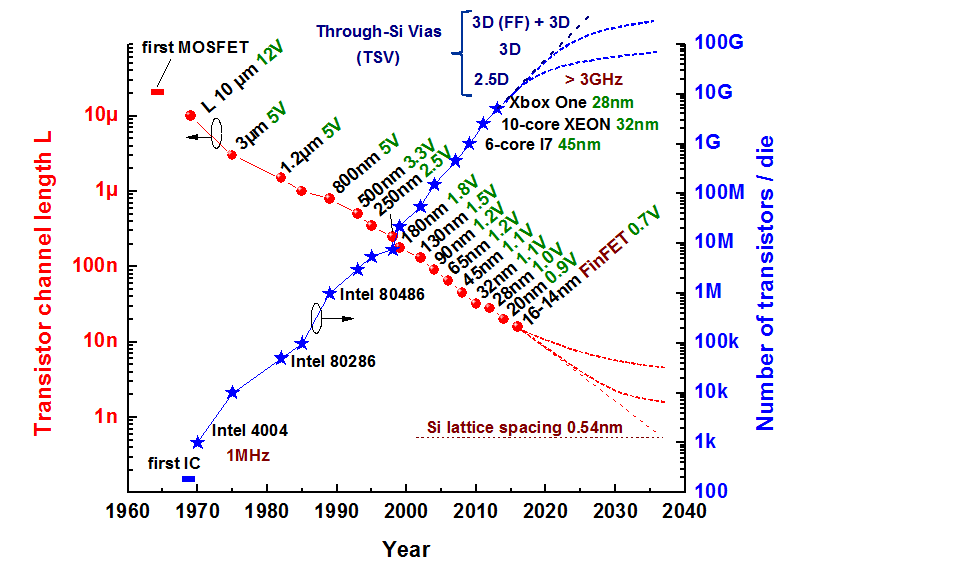 Through-Si Vias
(TSV)
3D (FF) + 3D
3D
2.5D
> 3GHz
first MOSFET
L 10 µm 12V
3µm 5V
1.2µm 5V
800nm 5V
500nm 3.3V
250nm 2.5V
180nm 1.8V
130nm 1.5V
90nm 1.2V
65nm 1.2V
45nm 1.1V
32nm 1.1V
28nm 1.0V
20nm 0.9V
16-14nm FinFET 0.7V
Xbox One 28nm
10-core XEON 32nm
6-core I7 45nm
Intel 80486
Intel 80286
Intel 4004
1MHz
first IC
Si lattice spacing 0.54nm
Transistor channel length L
10µ
1µ
100n
10n
1n
Number of transistors / die
100G
10G
1G
100M
10M
1M
100k
10k
1k
100
1960 1970 1980 1990 2000 2010 2020 2030 2040
Year